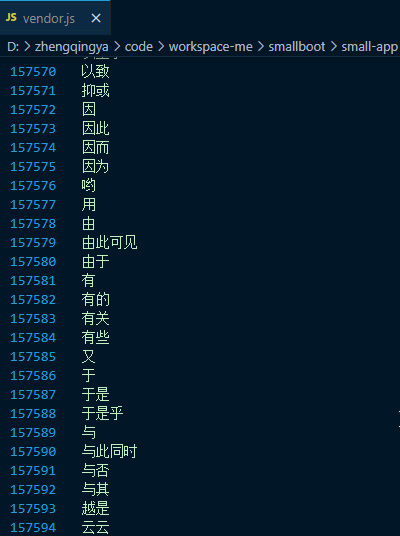 JS vendor.js ×
D: > zhengqingya > code > workspace-me > smallboot > small-app
157570 以致
157571 抑或
157572 因
157573 因此
157574 因而
157575 因为
157576 哟
157577 用
157578 由
157579 由此可见
157580 由于
157581 有
157582 有的
157583 有关
157584 有些
157585 又
157586 于
157587 于是
157588 于是乎
157589 与
157590 与此同时
157591 与否
157592 与其
157593 越是
157594 云云